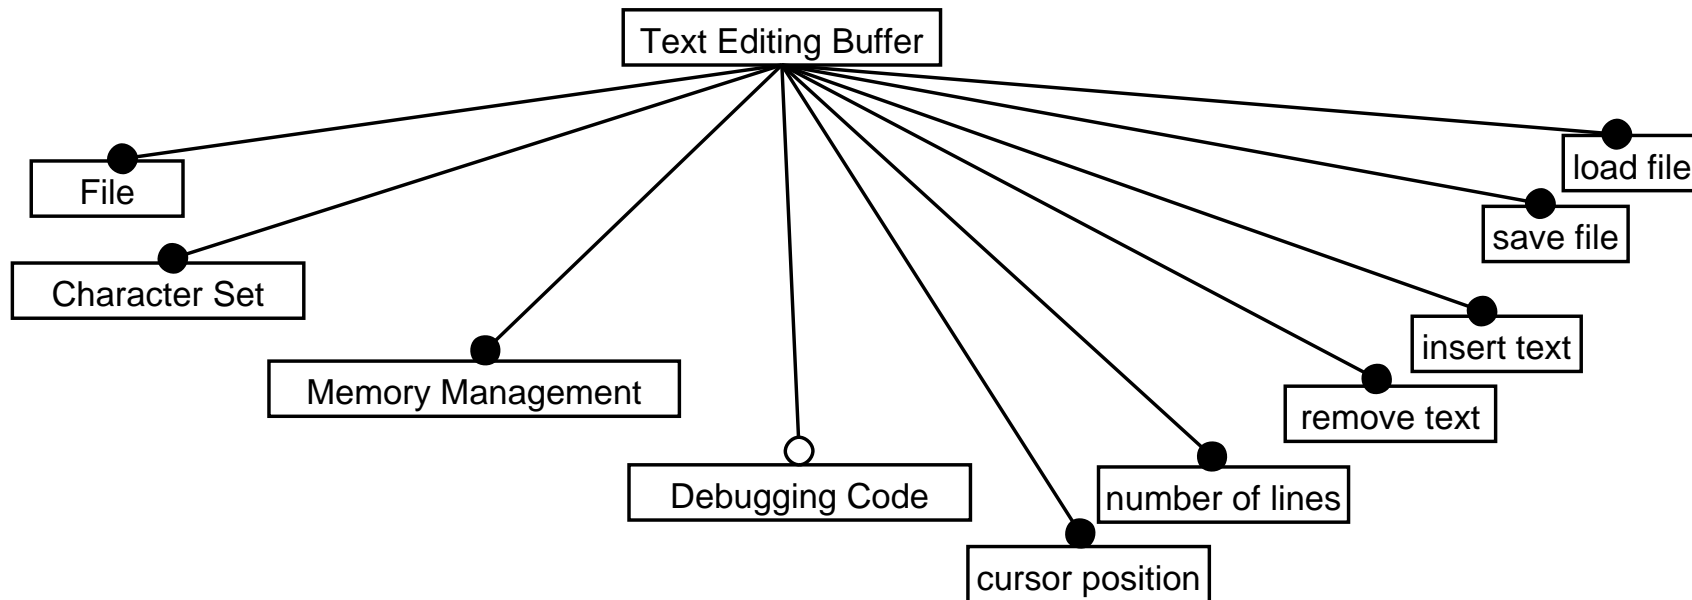 Text Editing Buffer
File
load file
save file
Character Set
insert text
Memory Management
remove text
Debugging Code
number of lines
cursor position